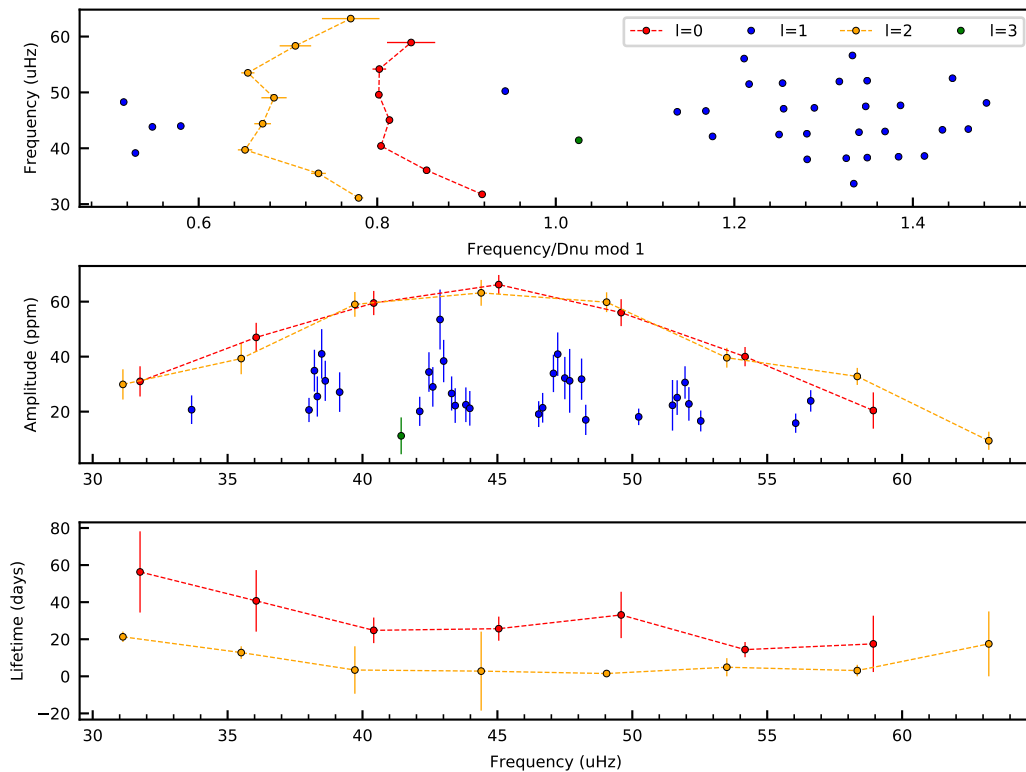 Frequency (uHz)
60
50
40
30
l=0 l=1 l=2 l=3
0.6 0.8 1.0 1.2 1.4
Frequency/Dnu mod 1
Amplitude (ppm)
60
40
20
30 35 40 45 50 55 60
Lifetime (days)
80
60
40
20
0
−20
30 35 40 45 50 55 60
Frequency (uHz)